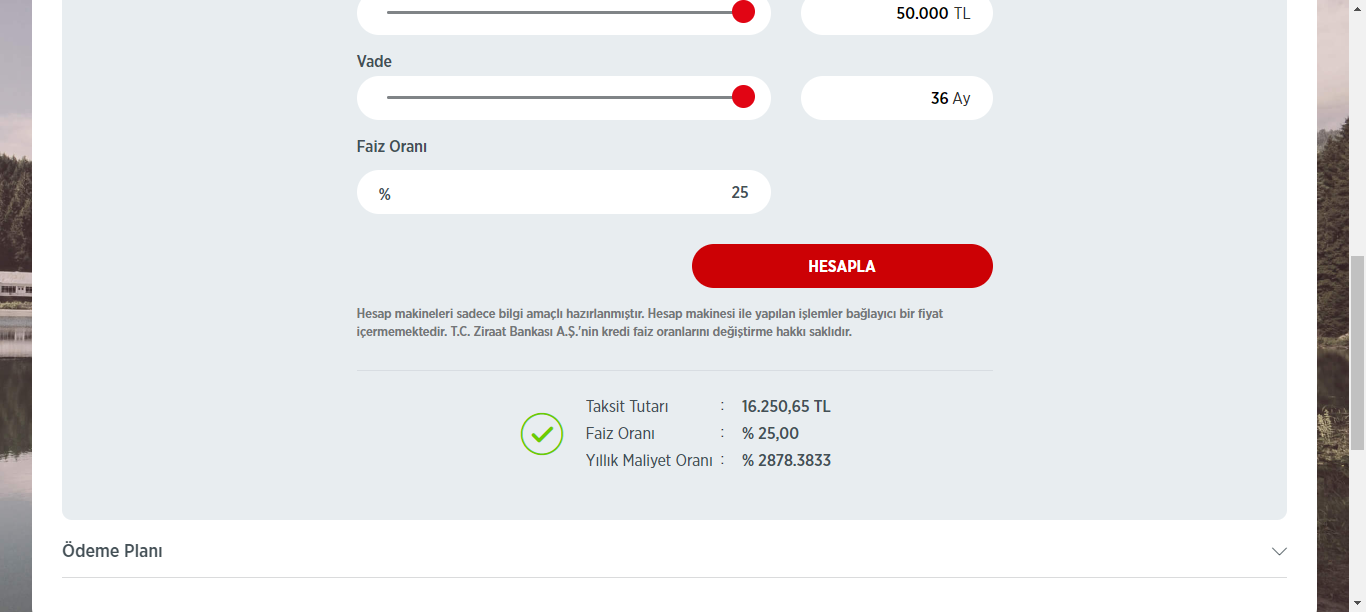 50.000 TL
Vade
36 Ay
Faiz Oranı
% 25
HESAPLA
Hesap makineleri sadece bilgi amaçlı hazırlanmıştır. Hesap makinesi ile yapılan işlemler bağlayıcı bir fiyat
içermemektedir. T.C. Ziraat Bankası A.Ş.'nin kredi faiz oranlarını değiştirme hakkı saklıdır.
Taksit Tutarı : 16.250,65 TL
Faiz Oranı : % 25,00
Yıllık Maliyet Oranı : % 2878.3833
Ödeme Planı